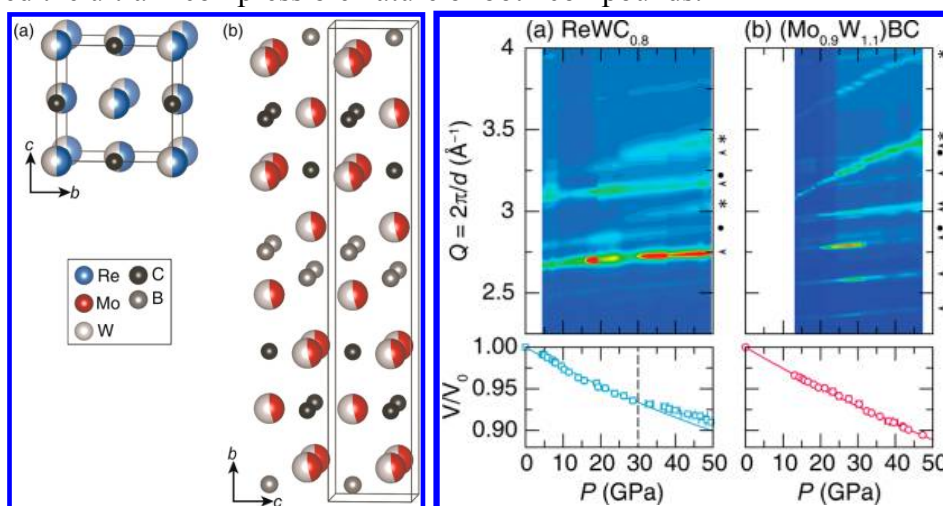 (a)
(b)
c
b
Re
C
Mo
B
W
b
c
(a) ReWC0.8
(b) (Mo0.9W1.1)BC
Q = 2π/d (Å⁻¹)
4
3.5
3
2.5
V/V0
1.00
0.95
0.90
0 10 20 30 40 50
0 10 20 30 40 50
P (GPa)
P (GPa)